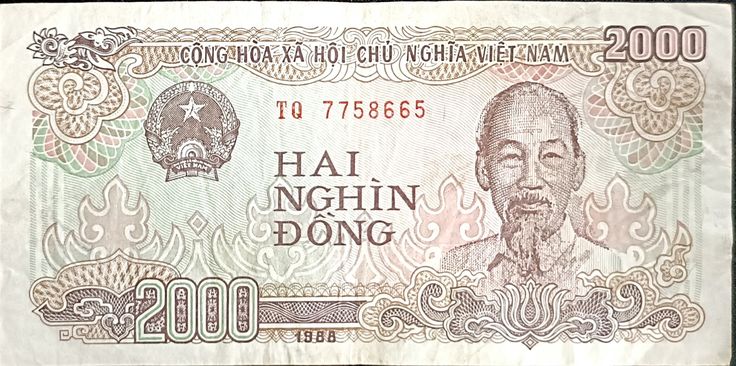 CỘNG HÒA XÃ HỘI CHỦ NGHĨA VIỆT NAM
2000
TQ 7758665
HAI
NGHÌN
ĐỒNG
2000
1988